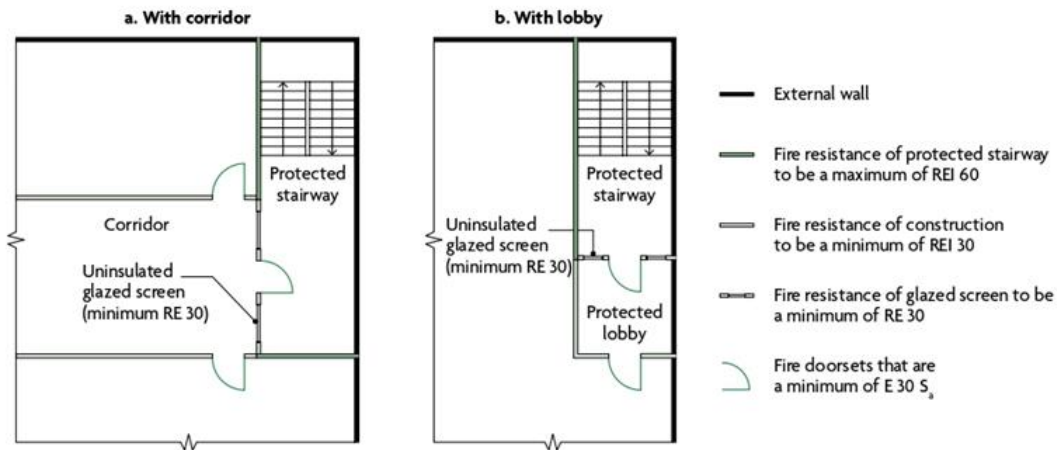 a. With corridor
Protected
stairway
Corridor
Uninsulated
glazed screen
(minimum RE 30)
b. With lobby
Protected
stairway
Uninsulated
glazed screen
(minimum RE 30)
Protected
lobby
External wall
Fire resistance of protected stairway
to be a maximum of REI 60
Fire resistance of construction
to be a minimum of REI 30
Fire resistance of glazed screen to be
a minimum of RE 30
Fire doorsets that are
a minimum of E 30 Sₐ